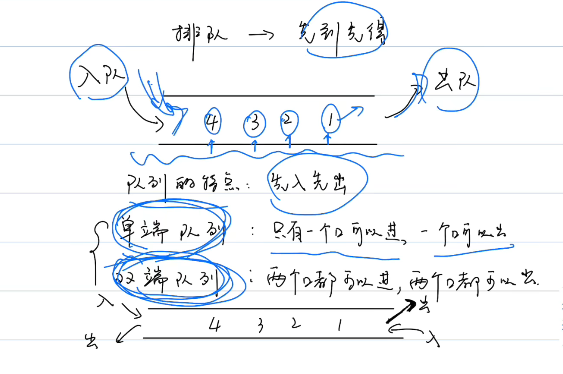 排队 → 先到先得
入队 出队
4 3 2 1
队列的特点: 先入先出
单端队列: 只有一个口可以进, 一个口可以出
双端队列: 两个口都可以进, 两个口都可以出.
入 出
4 3 2 1
出 入